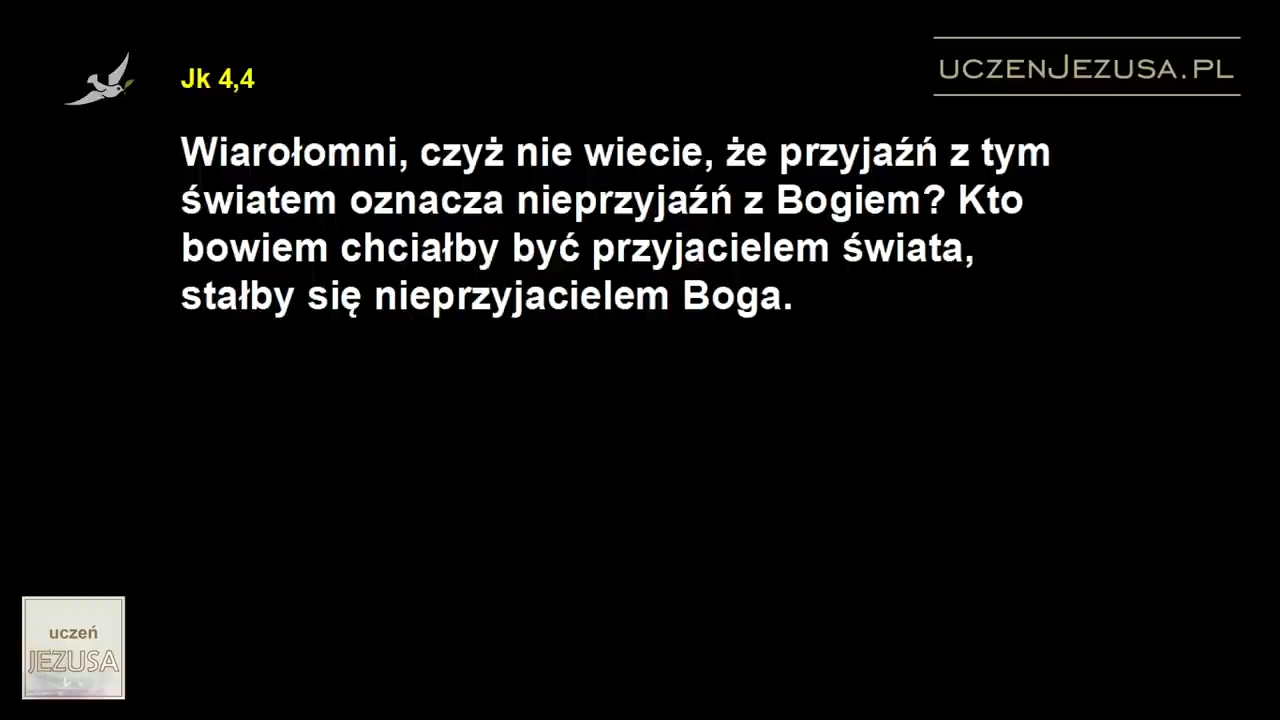 Jk 4,4
UCZENJEZUSA.PL
Wiarołomni, czyż nie wiecie, że przyjaźń z tym
światem oznacza nieprzyjaźń z Bogiem? Kto
bowiem chciałby być przyjacielem świata,
stałby się nieprzyjacielem Boga.
uczeń
JEZUSA